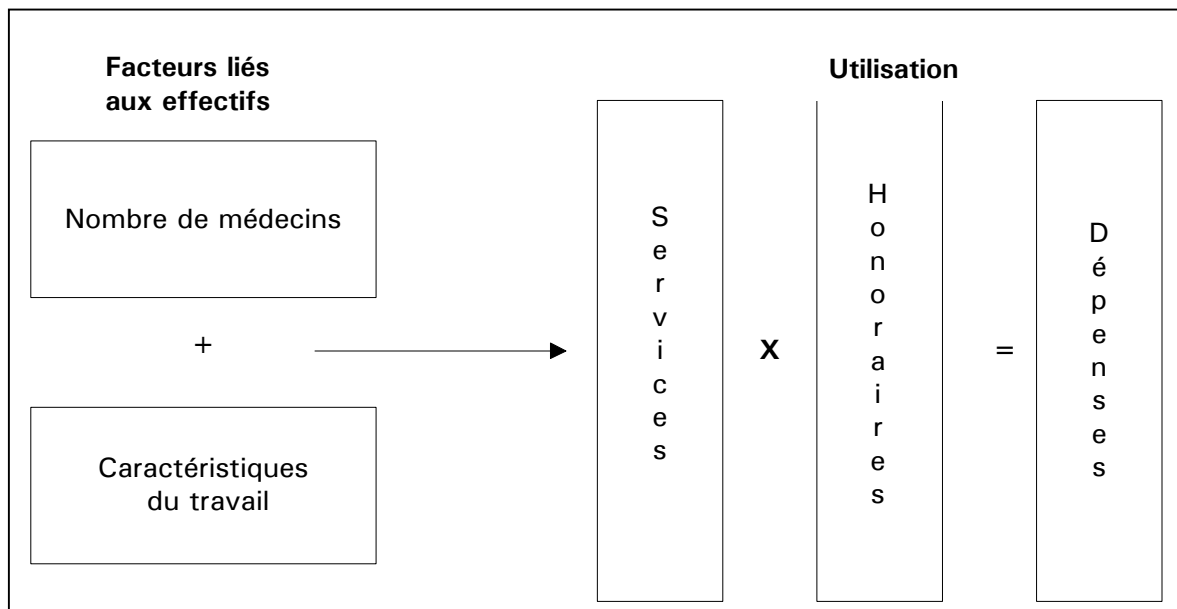 Facteurs liés
aux effectifs
Nombre de médecins
+
Caractéristiques
du travail
Utilisation
Services
X
Honoraires
=
Dépenses